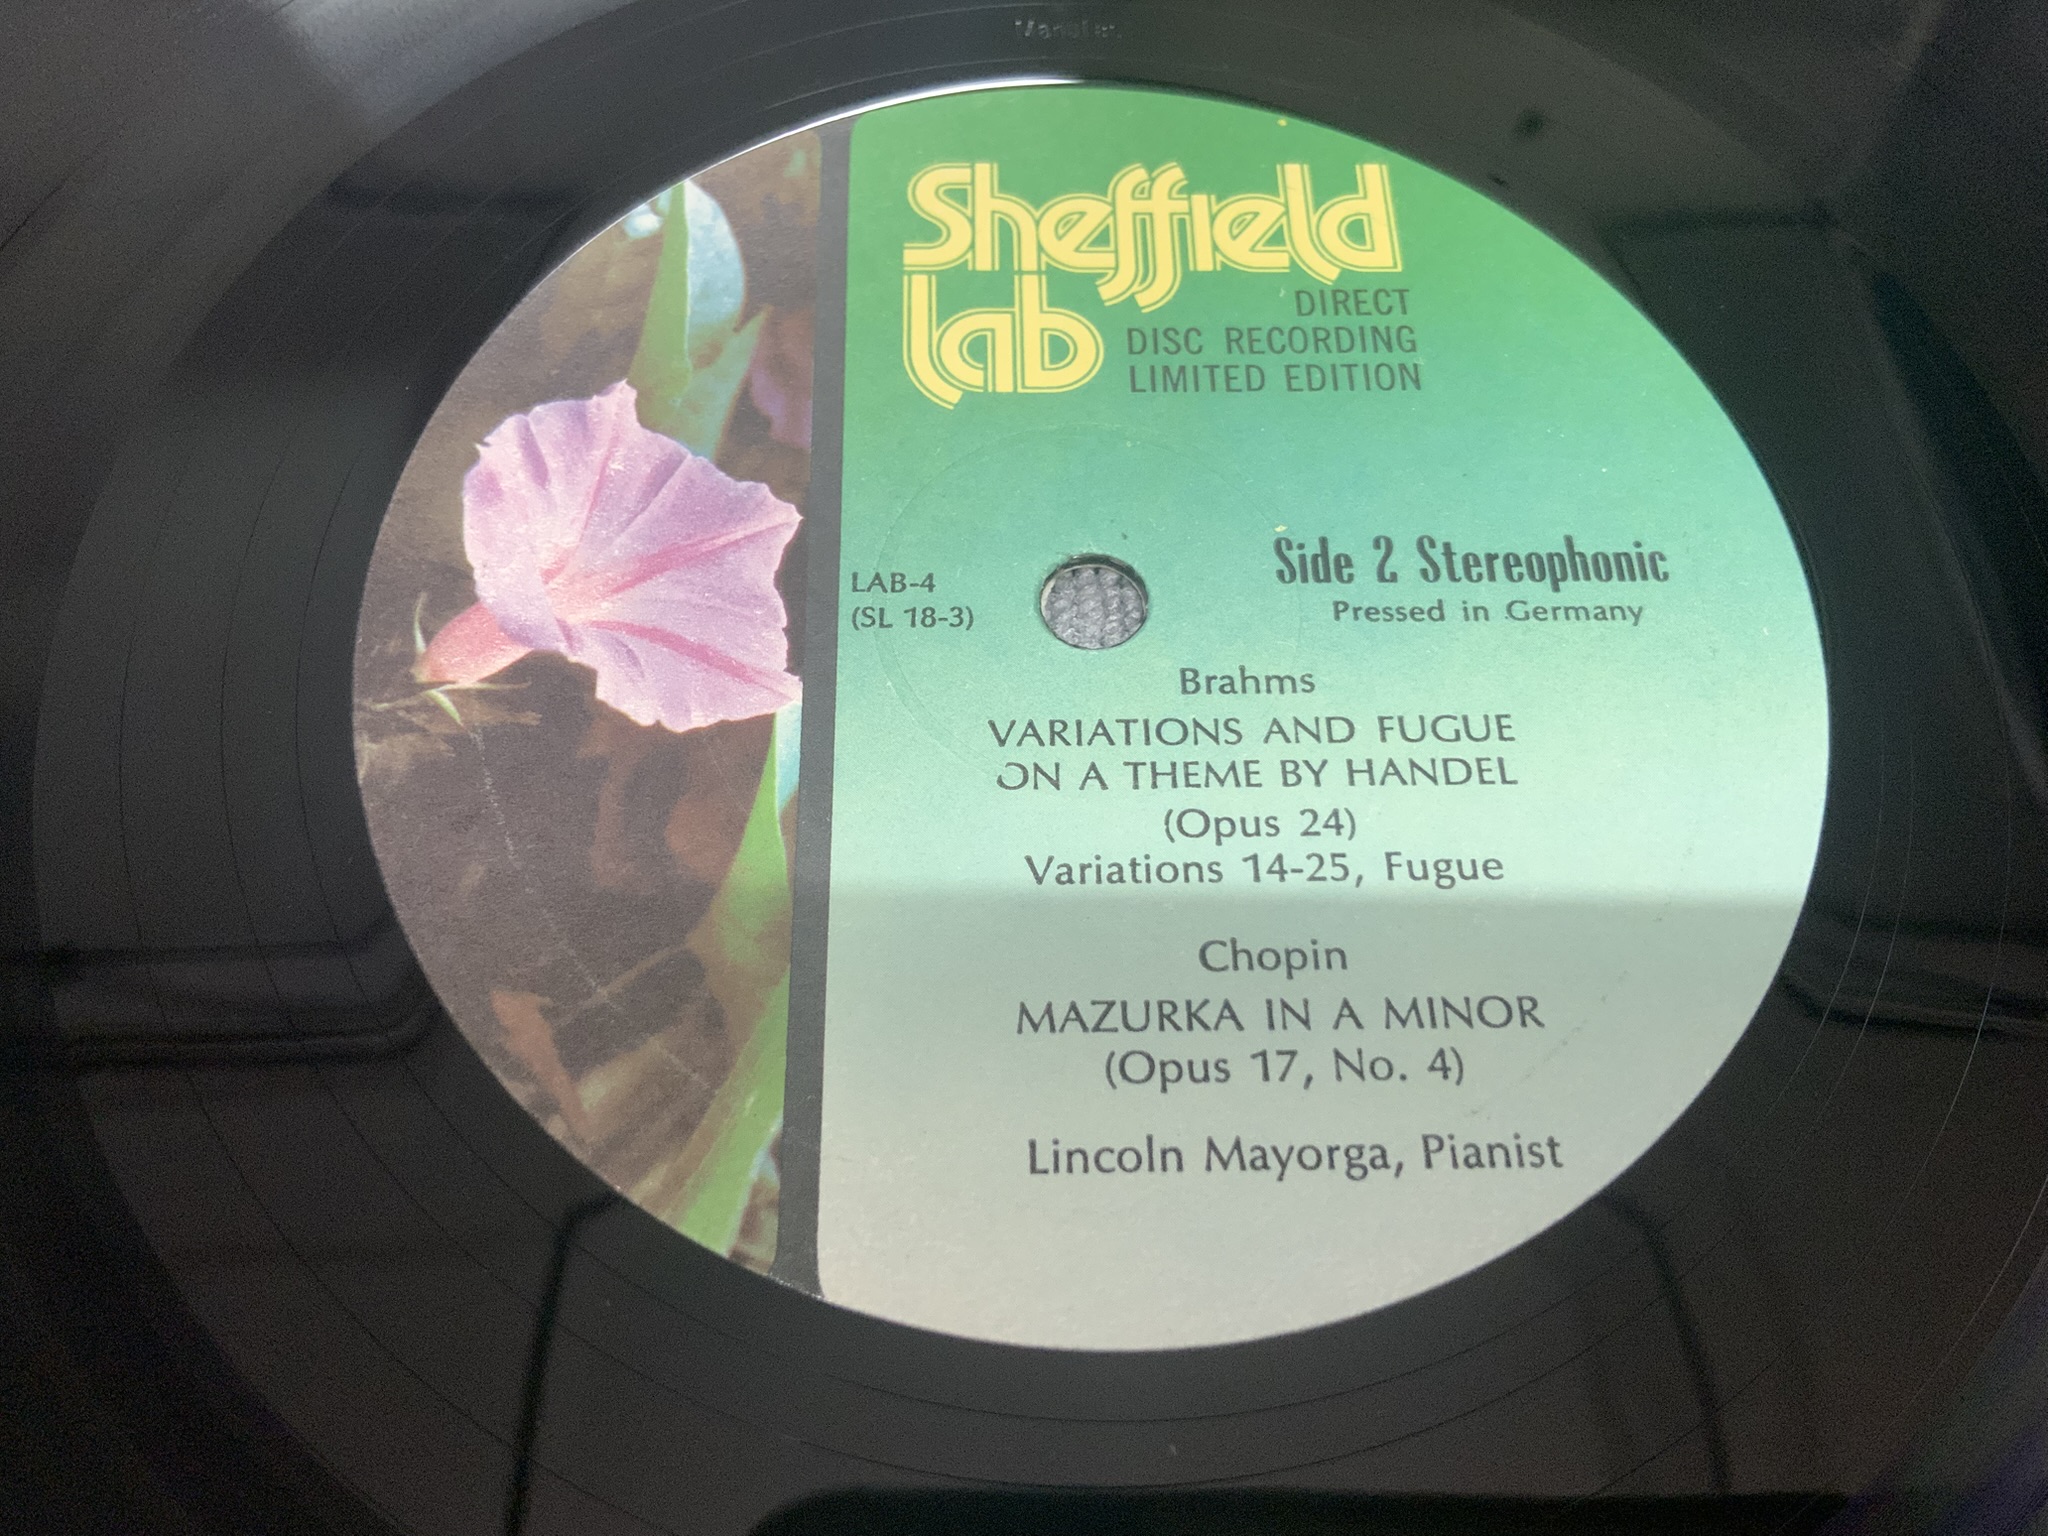 Sheffield
Lab
DIRECT
DISC RECORDING
LIMITED EDITION
LAB-4
(SL 18-3)
Side 2 Stereophonic
Pressed in Germany
Brahms
VARIATIONS AND FUGUE
ON A THEME BY HANDEL
(Opus 24)
Variations 14-25, Fugue
Chopin
MAZURKA IN A MINOR
(Opus 17, No. 4)
Lincoln Mayorga, Pianist